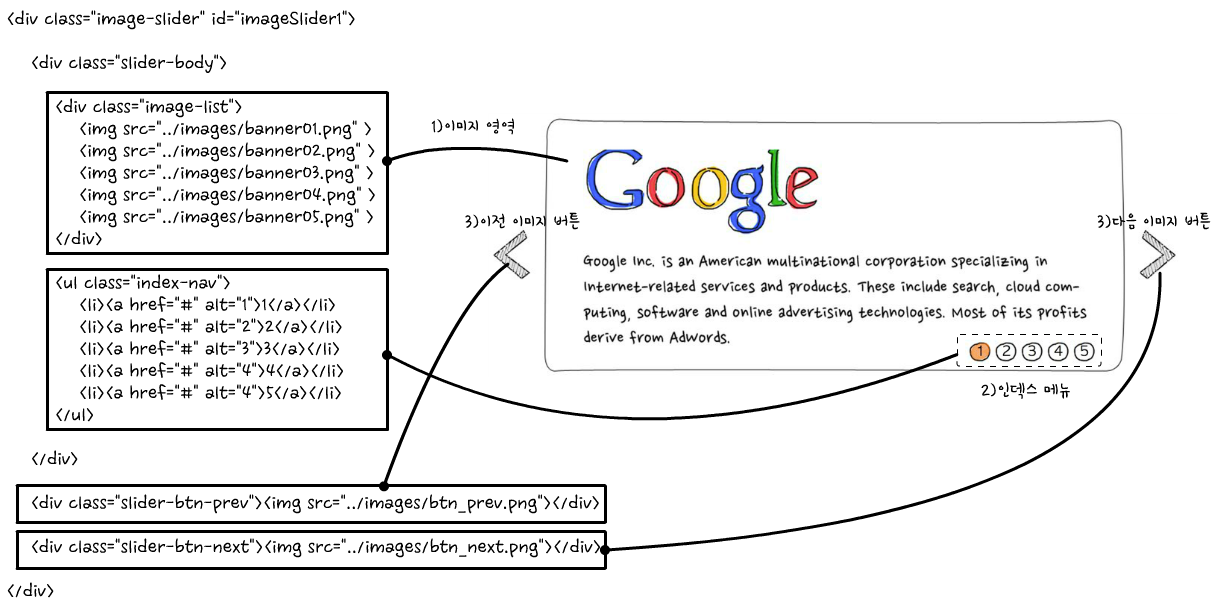 <div class="image-slider" id="imageSlider1">
<div class="slider-body">
<div class="image-list">
<img src="../images/banner01.png" >
<img src="../images/banner02.png" >
<img src="../images/banner03.png" >
<img src="../images/banner04.png" >
<img src="../images/banner05.png" >
</div>
<ul class="index-nav">
<li><a href="#" alt="1">1</a></li>
<li><a href="#" alt="2">2</a></li>
<li><a href="#" alt="3">3</a></li>
<li><a href="#" alt="4">4</a></li>
<li><a href="#" alt="4">5</a></li>
</ul>
</div>
<div class="slider-btn-prev"><img src="../images/btn_prev.png"></div>
<div class="slider-btn-next"><img src="../images/btn_next.png"></div>
</div>
1)이미지 영역
Google
3)이전 이미지 버튼
3)다음 이미지 버튼
Google Inc. is an American multinational corporation specializing in
Internet-related services and products. These include search, cloud com-
puting, software and online advertising technologies. Most of its profits
derive from Adwords.
1 2 3 4 5
2)인덱스 메뉴